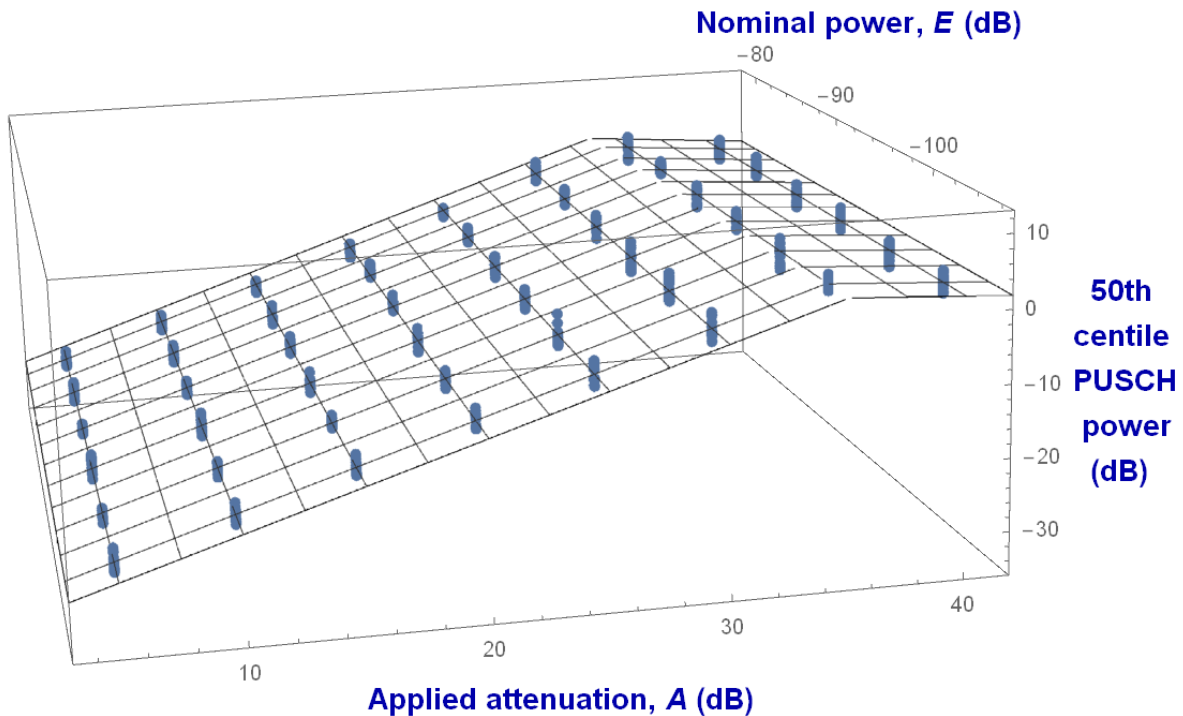 Nominal power, E (dB)
−80
−90
−100
10
0
−10
−20
−30
50th
centile
PUSCH
power
(dB)
10
20
30
40
Applied attenuation, A (dB)